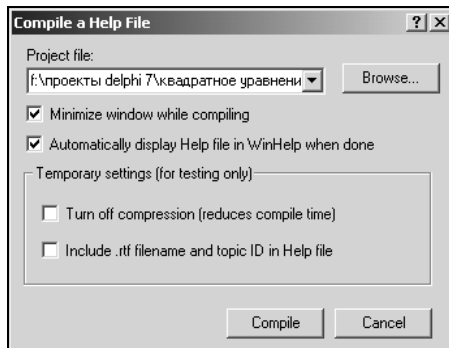 Compile a Help File
Project file:
f:\проекты delphi 7\квадратное уравнени
Browse...
Minimize window while compiling
Automatically display Help file in WinHelp when done
Temporary settings (for testing only)
Turn off compression (reduces compile time)
Include .rtf filename and topic ID in Help file
Compile
Cancel